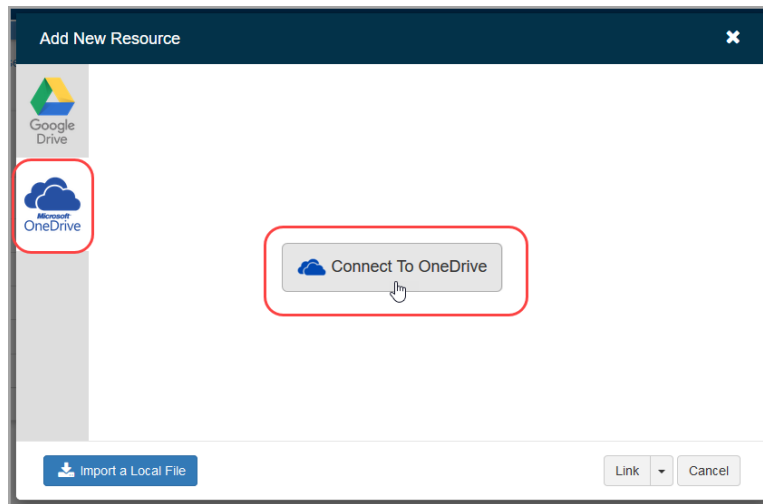 Add New Resource
Google
Drive
Microsoft
OneDrive
Connect To OneDrive
Import a Local File
Link
Cancel